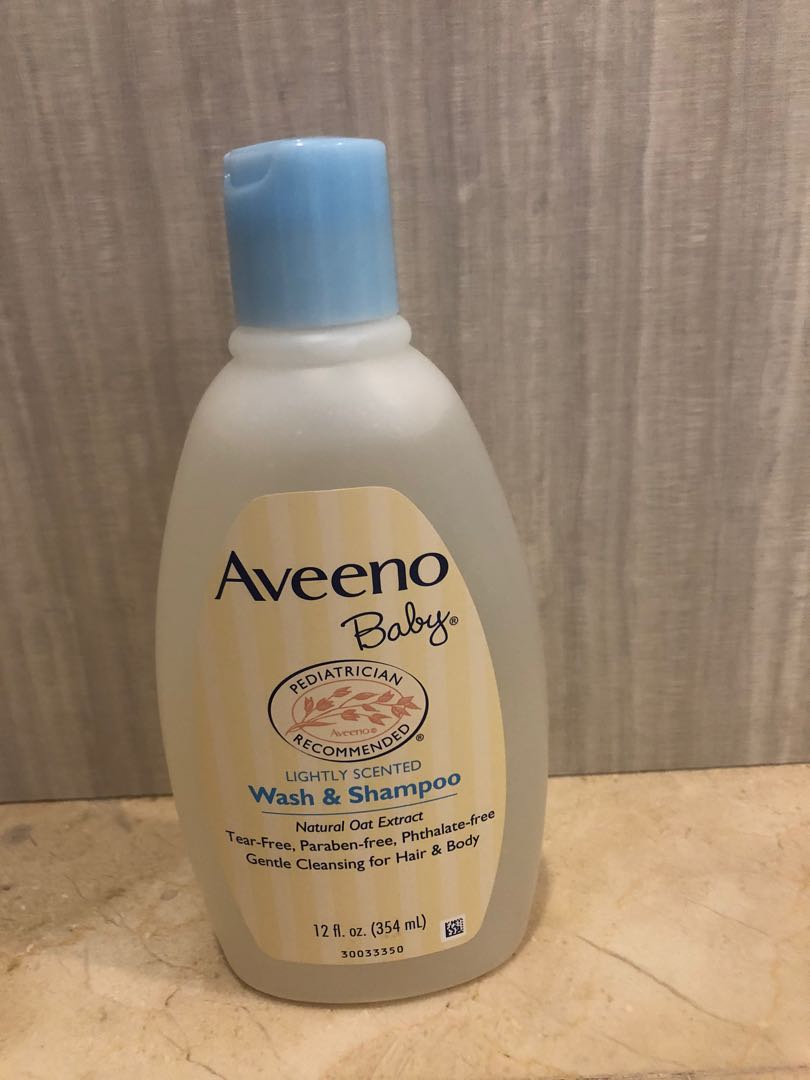 Aveeno
Baby®
PEDIATRICIAN
Aveeno®
RECOMMENDED®
LIGHTLY SCENTED
Wash & Shampoo
Natural Oat Extract
Tear-Free, Paraben-free, Phthalate-free
Gentle Cleansing for Hair & Body
12 fl. oz. (354 mL)
30033350